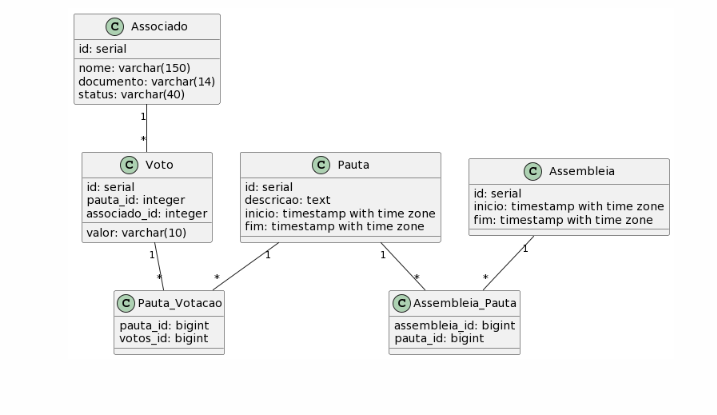 C Associado
id: serial
nome: varchar(150)
documento: varchar(14)
status: varchar(40)
1
*
C Voto
id: serial
pauta_id: integer
associado_id: integer
valor: varchar(10)
C Pauta
id: serial
descricao: text
inicio: timestamp with time zone
fim: timestamp with time zone
C Assembleia
id: serial
inicio: timestamp with time zone
fim: timestamp with time zone
1
*
1
*
1
*
1
*
C Pauta_Votacao
pauta_id: bigint
votos_id: bigint
C Assembleia_Pauta
assembleia_id: bigint
pauta_id: bigint